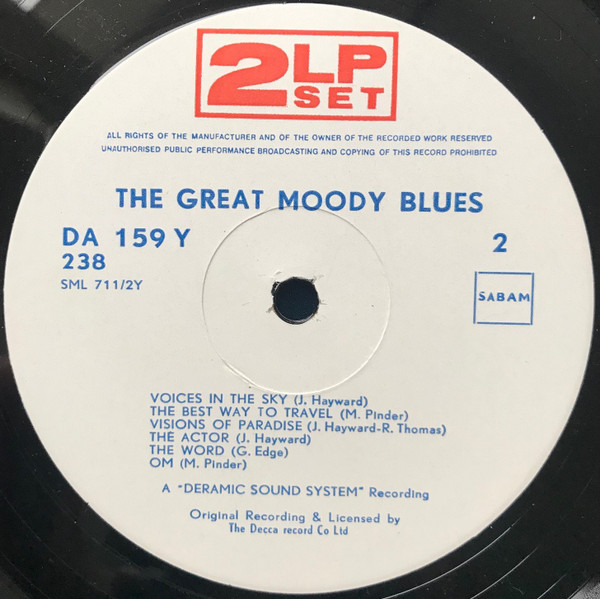 2 LP
SET
ALL RIGHTS OF THE MANUFACTURER AND OF THE OWNER OF THE RECORDED WORK RESERVED
UNAUTHORISED PUBLIC PERFORMANCE BROADCASTING AND COPYING OF THIS RECORD PROHIBITED
THE GREAT MOODY BLUES
DA 159 Y
2
238
SML 711/2Y
SABAM
VOICES IN THE SKY (J. Hayward)
THE BEST WAY TO TRAVEL (M. Pinder)
VISIONS OF PARADISE (J. Hayward-R. Thomas)
THE ACTOR (J. Hayward)
THE WORD (G. Edge)
OM (M. Pinder)
A "DERAMIC SOUND SYSTEM" Recording
Original Recording & Licensed by
The Decca record Co Ltd